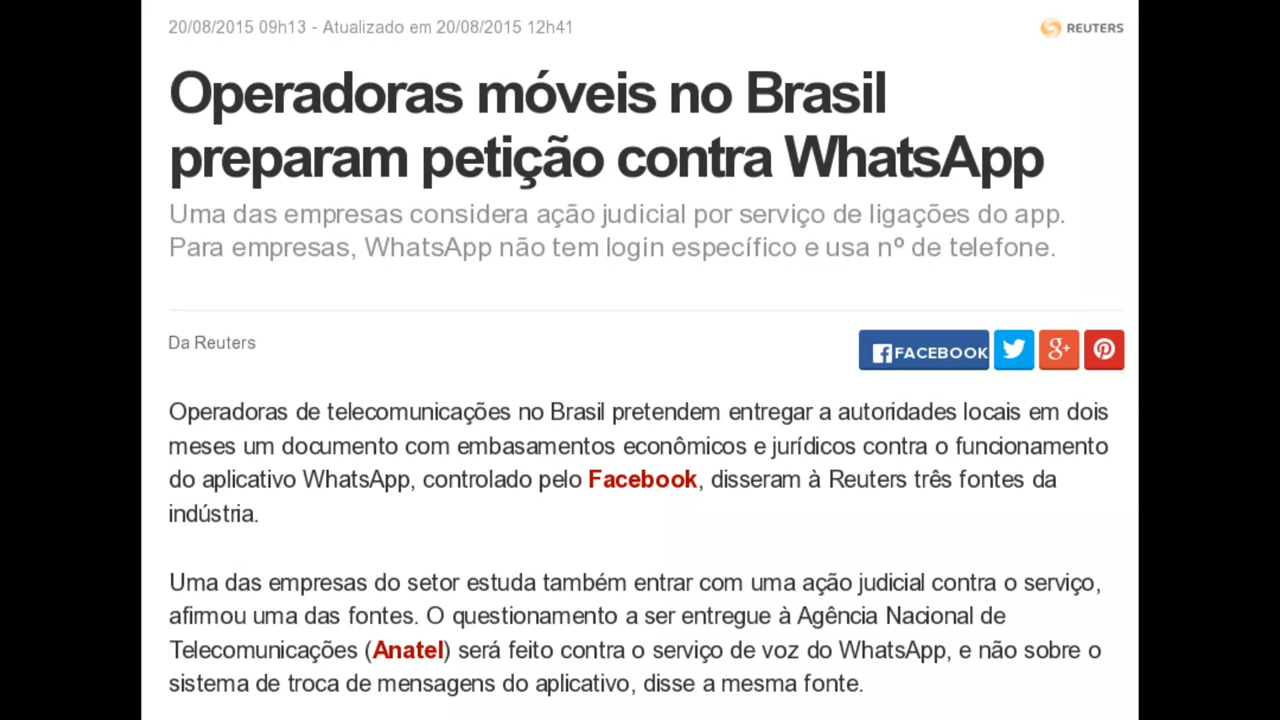 20/08/2015 09h13 - Atualizado em 20/08/2015 12h41
REUTERS
Operadoras móveis no Brasil
preparam petição contra WhatsApp
Uma das empresas considera ação judicial por serviço de ligações do app.
Para empresas, WhatsApp não tem login específico e usa nº de telefone.
Da Reuters
FACEBOOK
g+
Operadoras de telecomunicações no Brasil pretendem entregar a autoridades locais em dois
meses um documento com embasamentos econômicos e jurídicos contra o funcionamento
do aplicativo WhatsApp, controlado pelo Facebook, disseram à Reuters três fontes da
indústria.
Uma das empresas do setor estuda também entrar com uma ação judicial contra o serviço,
afirmou uma das fontes. O questionamento a ser entregue à Agência Nacional de
Telecomunicações (Anatel) será feito contra o serviço de voz do WhatsApp, e não sobre o
sistema de troca de mensagens do aplicativo, disse a mesma fonte.